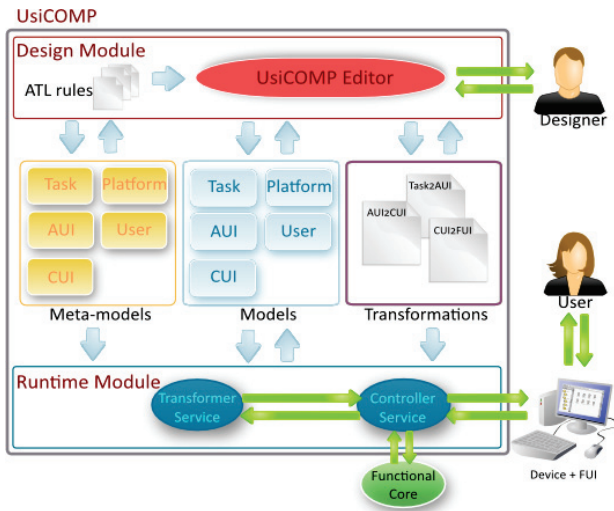 UsiCOMP
Design Module
ATL rules
UsiCOMP Editor
Designer
Task
Platform
AUI
User
CUI
Meta-models
Task
Platform
AUI
User
CUI
Models
Task2AUI
AUI2CUI
CUI2FUI
Transformations
User
Runtime Module
Transformer
Service
Controller
Service
Functional
Core
Device + FUI